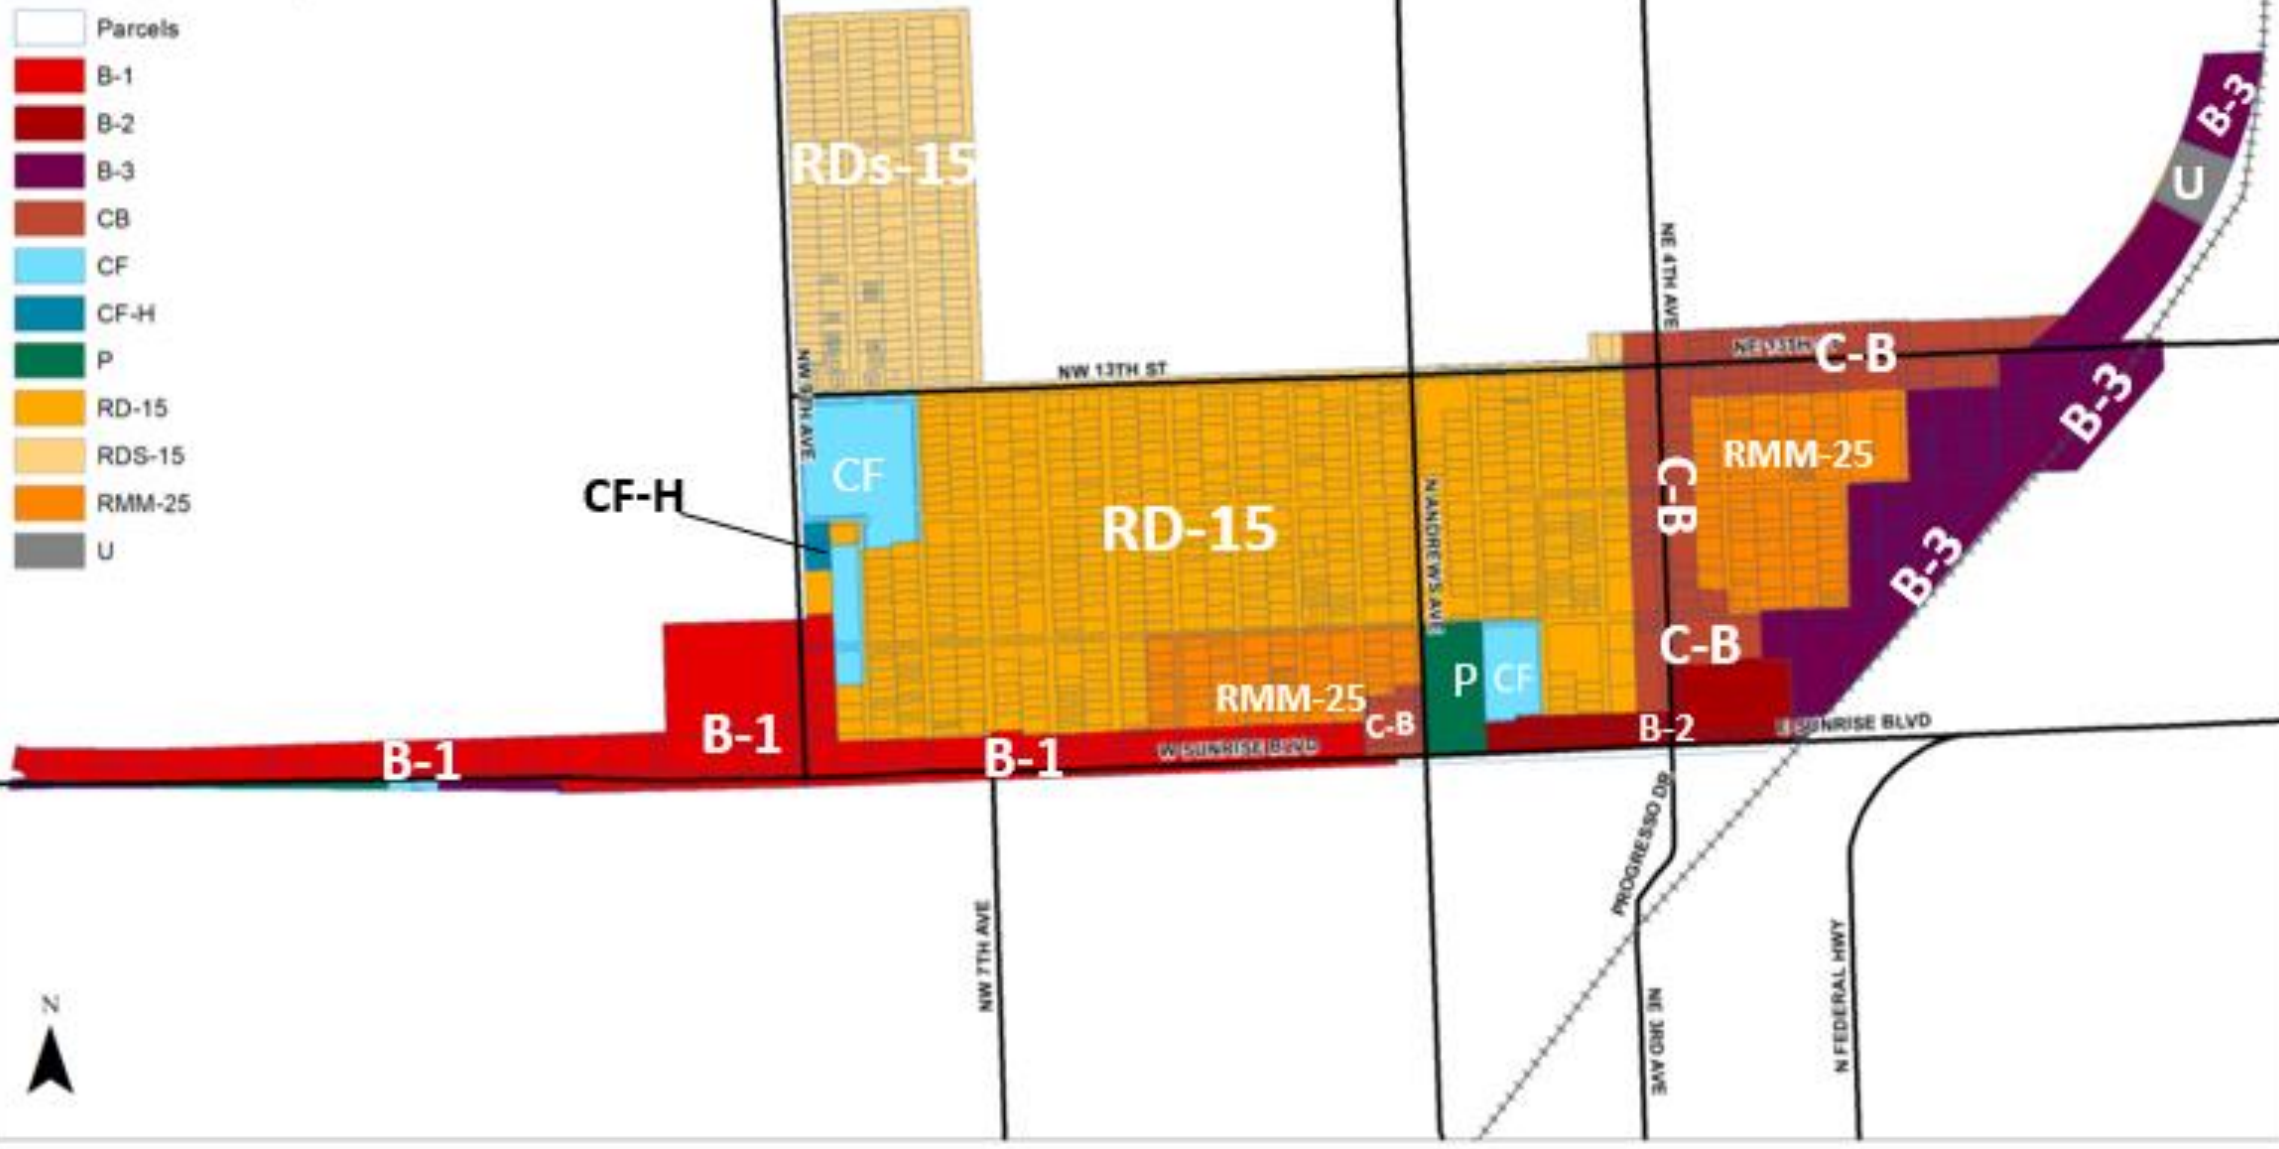 Parcels
B-1
B-2
B-3
CB
CF
CF-H
P
RD-15
RDS-15
RMM-25
U
RDs-15
B-3
U
NE 4TH AVE
NE 13TH
C-B
NW 13TH ST
NW 9TH AVE
CF
CF-H
RD-15
N ANDREWS AVE
C-B
RMM-25
B-3
B-3
C-B
P
CF
RMM-25
C-B
B-2
E SUNRISE BLVD
B-1
B-1
B-1
W SUNRISE BLVD
PROGRESSO DR
NW 7TH AVE
NE 3RD AVE
N FEDERAL HWY
N